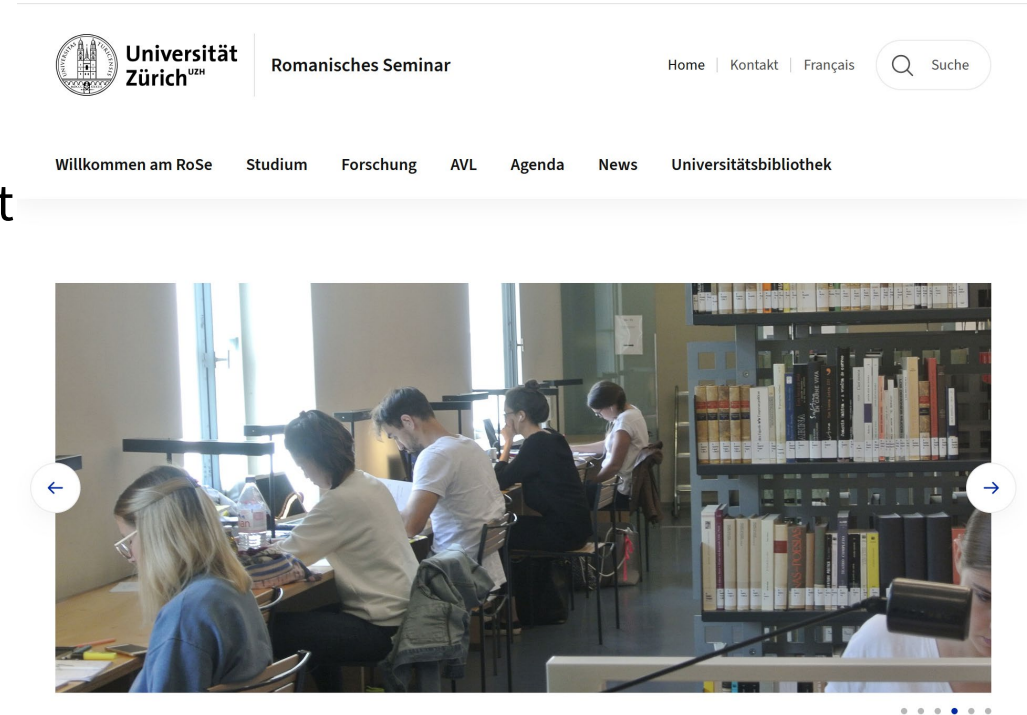 Universität
Zürich UZH
Romanisches Seminar
Home
Kontakt
Français
Suche
Willkommen am RoSe
Studium
Forschung
AVL
Agenda
News
Universitätsbibliothek
t